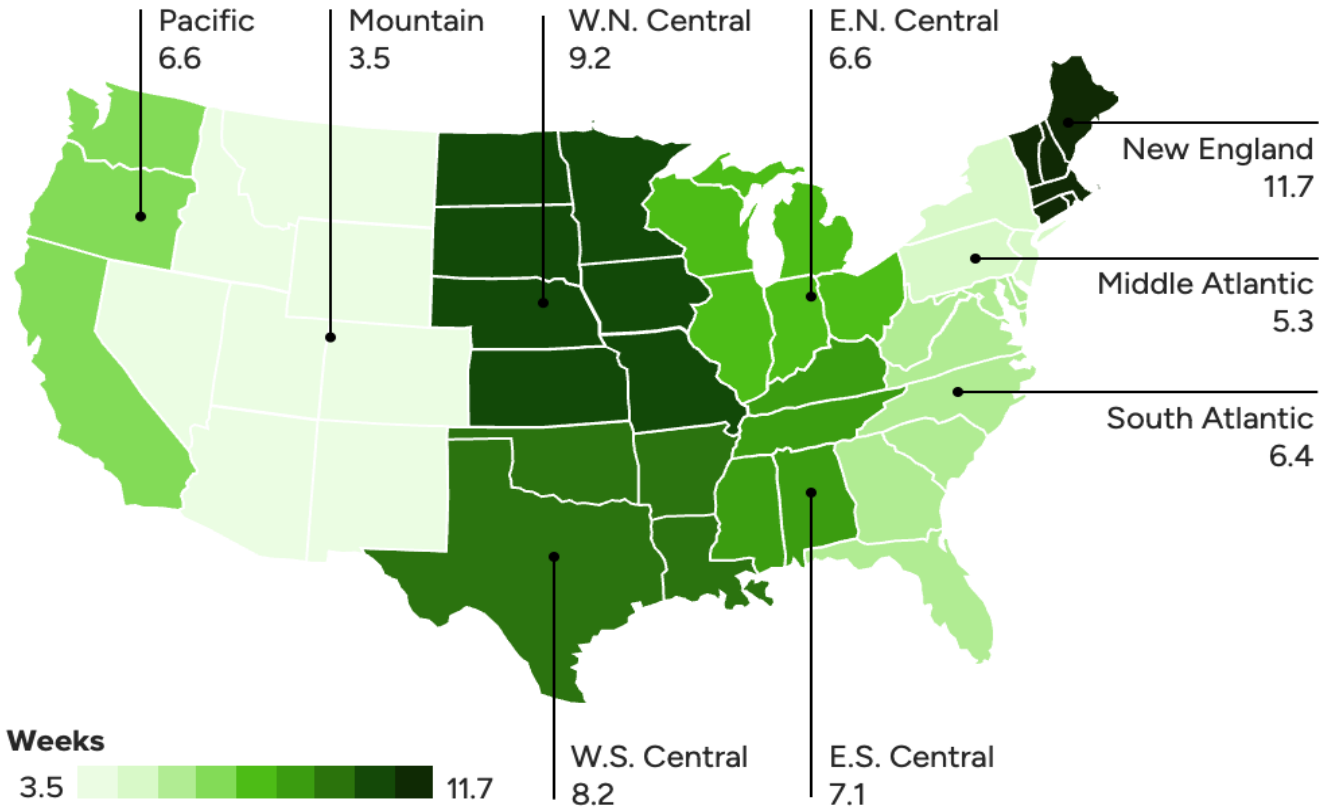 Pacific
6.6
Mountain
3.5
W.N. Central
9.2
E.N. Central
6.6
New England
11.7
Middle Atlantic
5.3
South Atlantic
6.4
W.S. Central
8.2
E.S. Central
7.1
Weeks
3.5
11.7